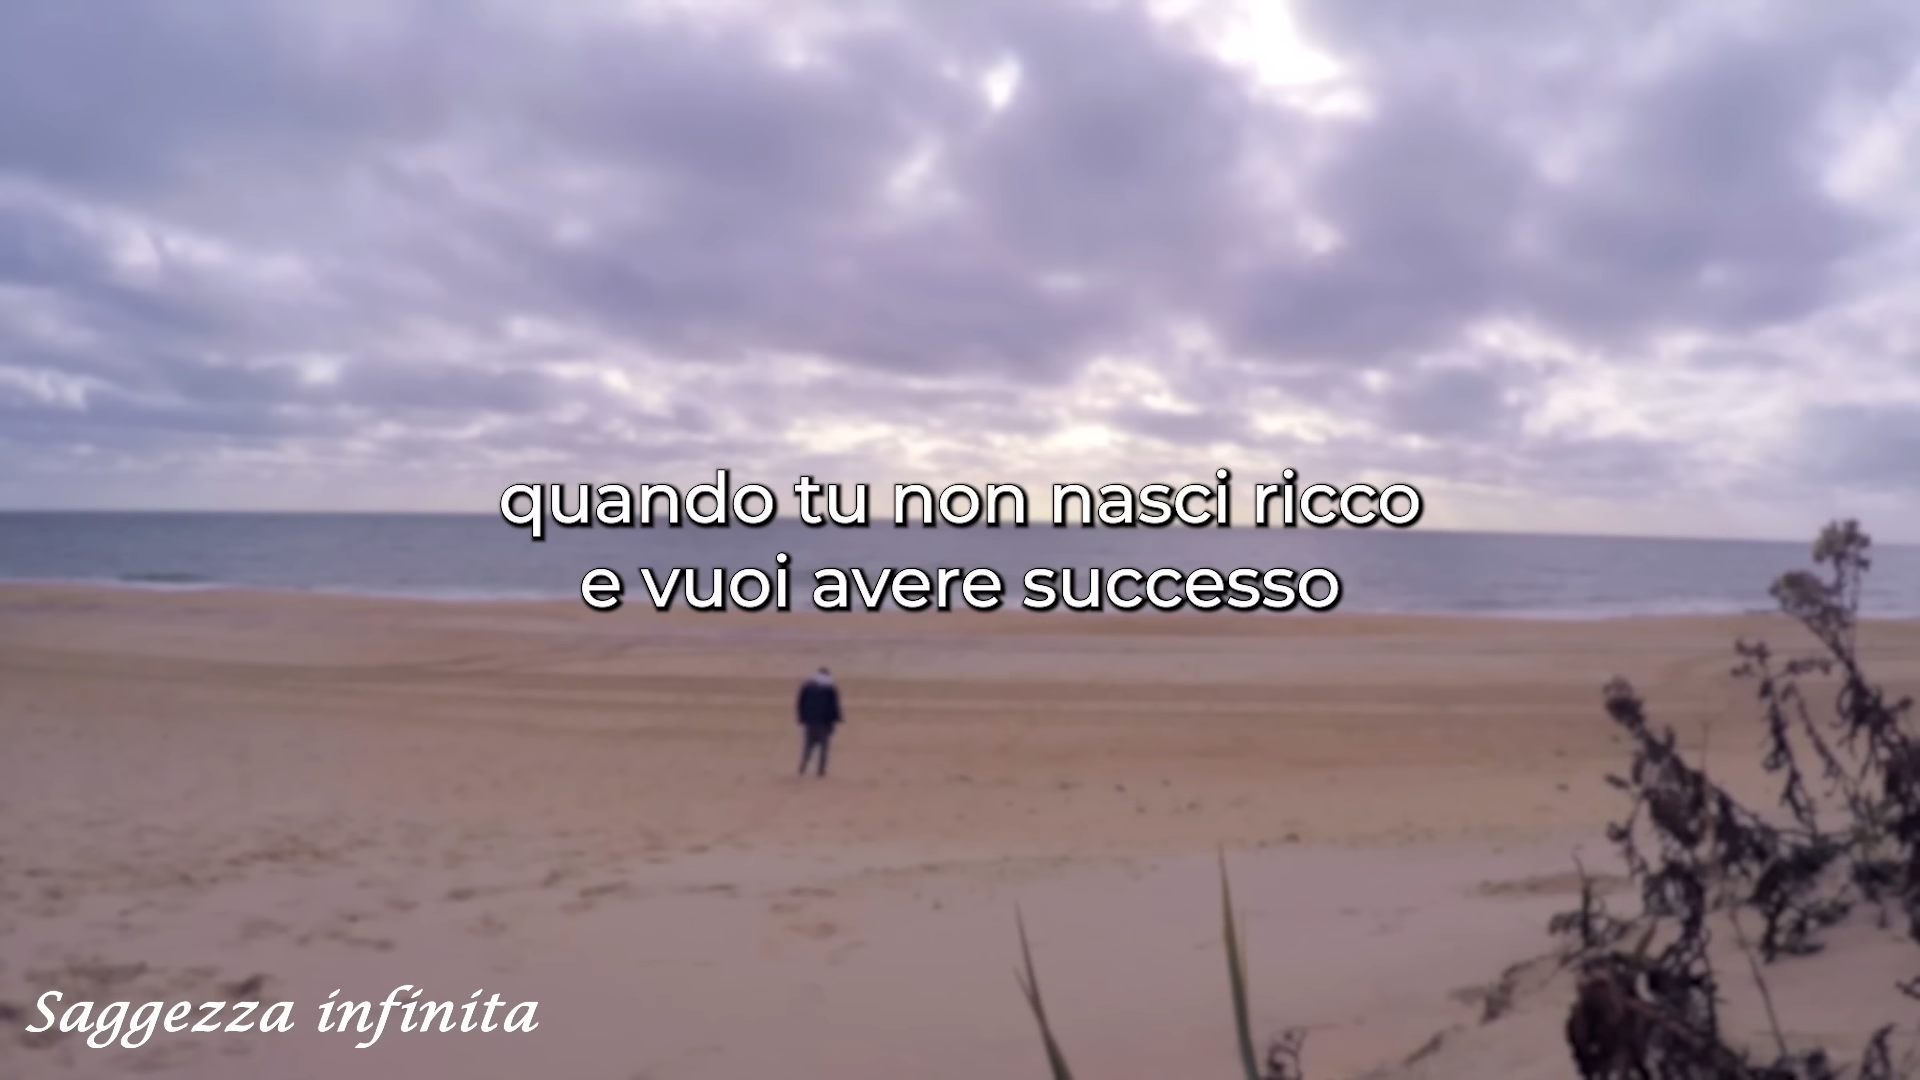 quando tu non nasci ricco
e vuoi avere successo
Saggezza infinita